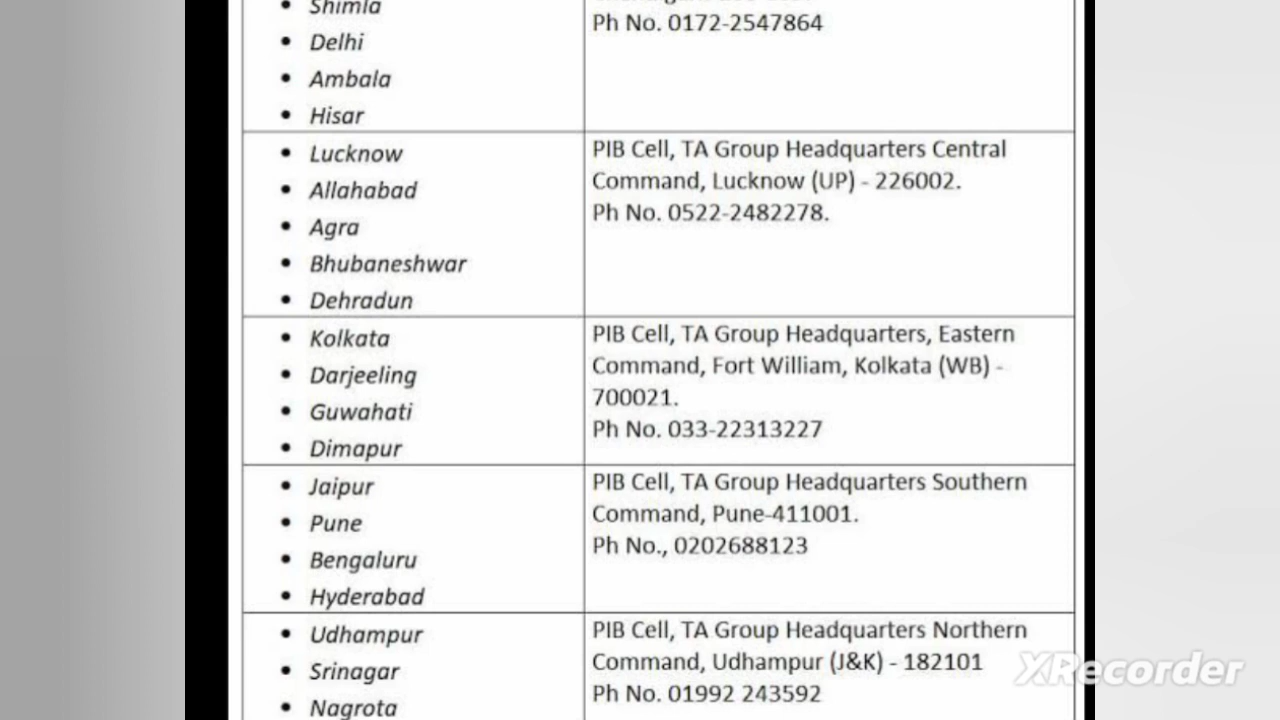 Shimla
Delhi
Ambala
Hisar
Ph No. 0172-2547864
Lucknow
Allahabad
Agra
Bhubaneshwar
Dehradun
PIB Cell, TA Group Headquarters Central
Command, Lucknow (UP) - 226002.
Ph No. 0522-2482278.
Kolkata
Darjeeling
Guwahati
Dimapur
PIB Cell, TA Group Headquarters, Eastern
Command, Fort William, Kolkata (WB) -
700021.
Ph No. 033-22313227
Jaipur
Pune
Bengaluru
Hyderabad
PIB Cell, TA Group Headquarters Southern
Command, Pune-411001.
Ph No., 0202688123
Udhampur
Srinagar
Nagrota
PIB Cell, TA Group Headquarters Northern
Command, Udhampur (J&K) - 182101
Ph No. 01992 243592
XRecorder